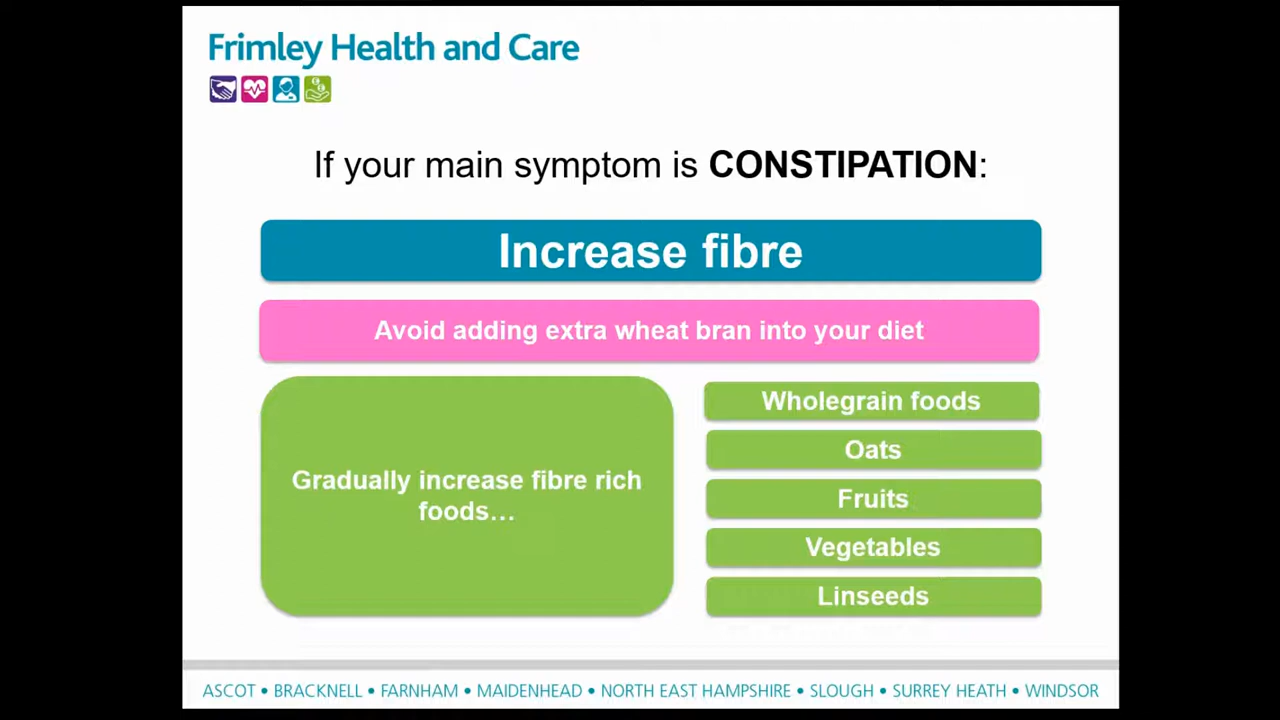 Frimley Health and Care
If your main symptom is CONSTIPATION:
Increase fibre
Avoid adding extra wheat bran into your diet
Gradually increase fibre rich
foods…
Wholegrain foods
Oats
Fruits
Vegetables
Linseeds
ASCOT • BRACKNELL • FARNHAM • MAIDENHEAD • NORTH EAST HAMPSHIRE • SLOUGH • SURREY HEATH • WINDSOR